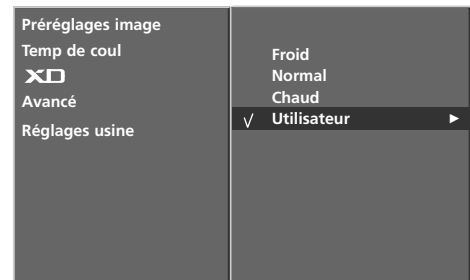 Préréglages image
Temp de coul
XD
Avancé
Réglages usine
Froid
Normal
Chaud
√ Utilisateur ►